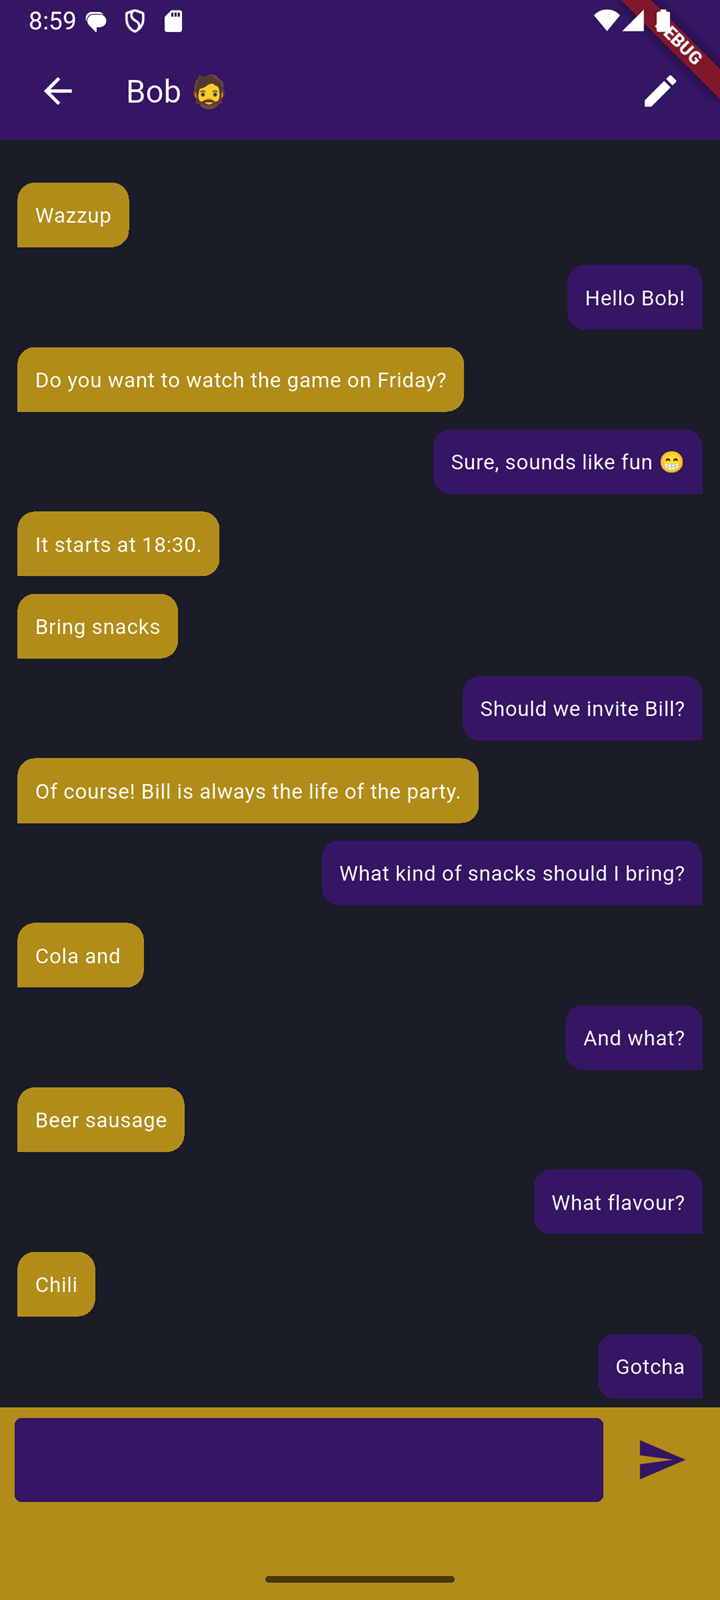 8:59
DEBUG
Bob 🧔
Wazzup
Hello Bob!
Do you want to watch the game on Friday?
Sure, sounds like fun 😁
It starts at 18:30.
Bring snacks
Should we invite Bill?
Of course! Bill is always the life of the party.
What kind of snacks should I bring?
Cola and
And what?
Beer sausage
What flavour?
Chili
Gotcha